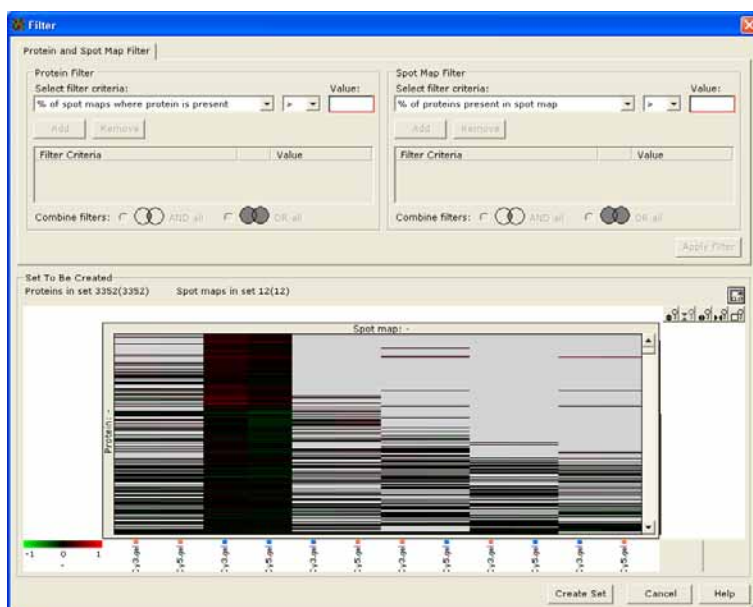 Filter
Protein and Spot Map Filter
Protein Filter
Select filter criteria:
Value:
% of spot maps where protein is present
>
Add
Remove
Filter Criteria
Value
Combine filters:
AND all
OR all
Spot Map Filter
Select filter criteria:
Value:
% of proteins present in spot map
>
Add
Remove
Filter Criteria
Value
Combine filters:
AND all
OR all
Apply Filter
Set To Be Created
Proteins in set 3352(3352)
Spot maps in set 12(12)
Spot map: -
Protein: -
-1 0 1
-
Create Set
Cancel
Help